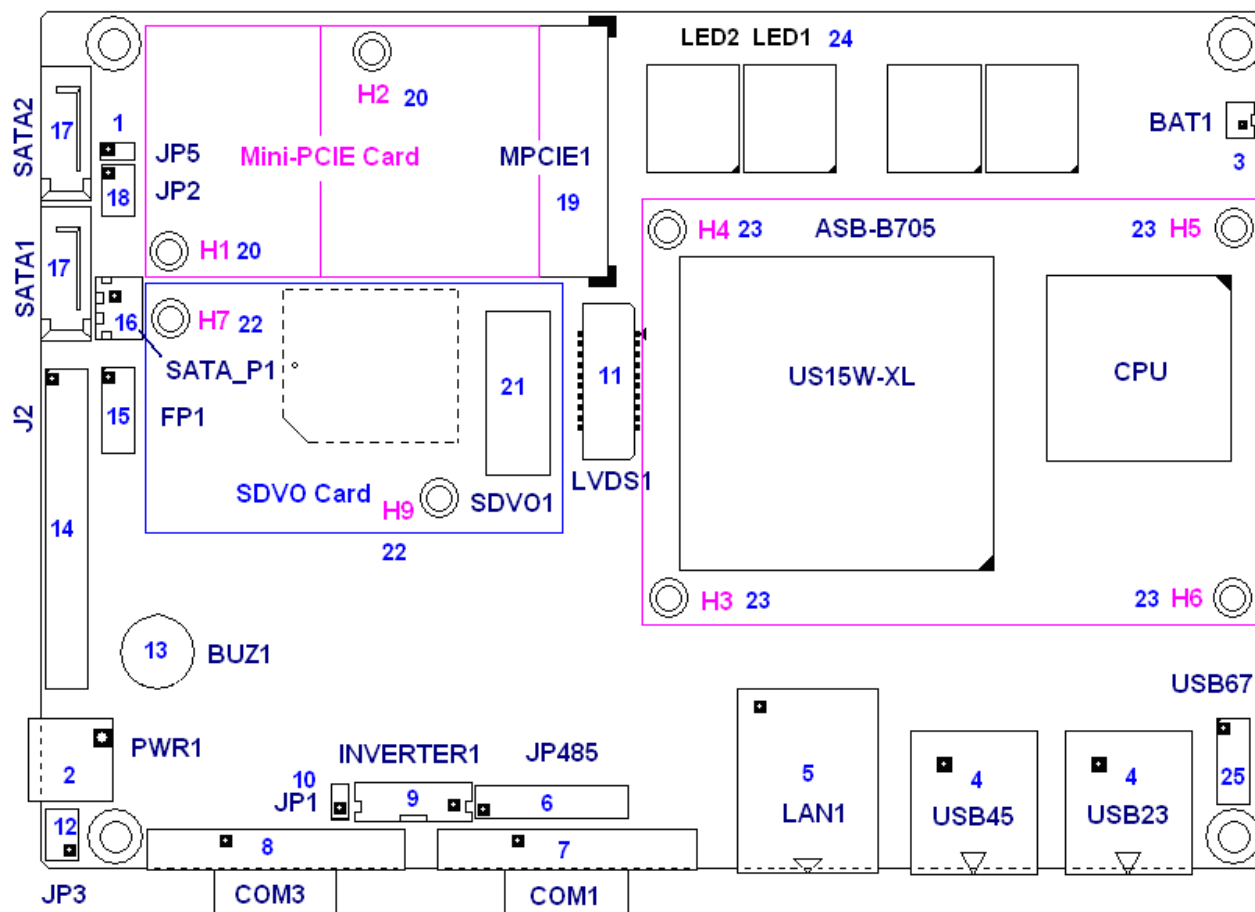 LED2 LED1 24
SATA2
17
1
JP5
JP2
18
H2 20
Mini-PCIE Card
MPCIE1
19
BAT1
3
H1 20
H4 23
ASB-B705
23 H5
SATA1
17
16
SATA_P1
H7 22
21
11
US15W-XL
CPU
J2
15
FP1
LVDS1
SDVO Card
H9
SDVO1
22
14
H3 23
23 H6
13
BUZ1
USB67
PWR1
2
INVERTER1
JP485
10
JP1
9
6
5
LAN1
4
USB45
4
USB23
25
12
JP3
8
COM3
7
COM1